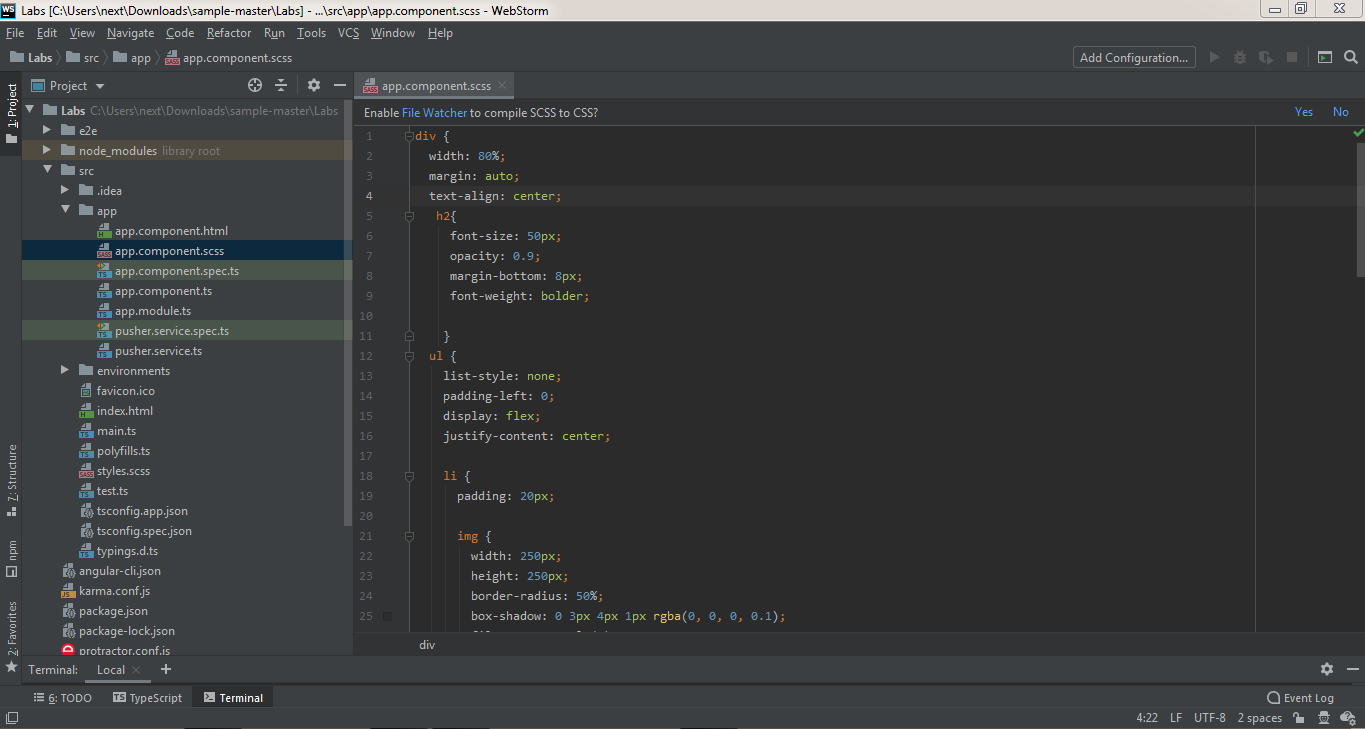 WS Labs [C:\Users\next\Downloads\sample-master\Labs] - ...\src\app\app.component.scss - WebStorm
File Edit View Navigate Code Refactor Run Tools VCS Window Help
Labs src app app.component.scss Add Configuration...
1: Project
7: Structure
npm
2: Favorites
Project
Labs C:\Users\next\Downloads\sample-master\Labs
e2e
node_modules library root
src
.idea
app
app.component.html
app.component.scss
app.component.spec.ts
app.component.ts
app.module.ts
pusher.service.spec.ts
pusher.service.ts
environments
favicon.ico
index.html
main.ts
polyfills.ts
styles.scss
test.ts
tsconfig.app.json
tsconfig.spec.json
typings.d.ts
angular-cli.json
karma.conf.js
package.json
package-lock.json
protractor.conf.js
app.component.scss
Enable File Watcher to compile SCSS to CSS? Yes No
1 div {
2 width: 80%;
3 margin: auto;
4 text-align: center;
5 h2{
6 font-size: 50px;
7 opacity: 0.9;
8 margin-bottom: 8px;
9 font-weight: bolder;
10
11 }
12 ul {
13 list-style: none;
14 padding-left: 0;
15 display: flex;
16 justify-content: center;
17
18 li {
19 padding: 20px;
20
21 img {
22 width: 250px;
23 height: 250px;
24 border-radius: 50%;
25 box-shadow: 0 3px 4px 1px rgba(0, 0, 0, 0.1);
div
Terminal: Local +
6: TODO TypeScript Terminal Event Log
4:22 LF UTF-8 2 spaces